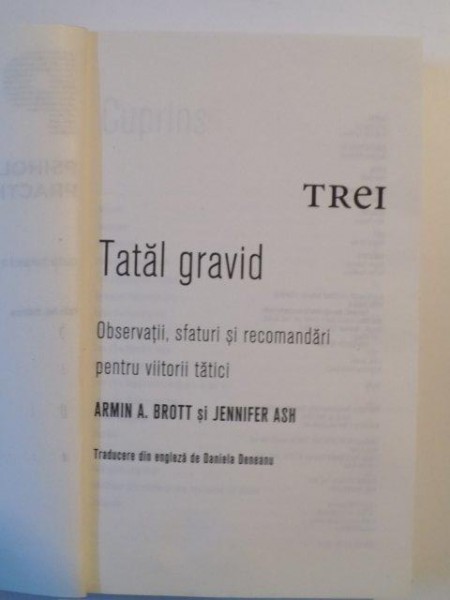 TREI
Tatăl gravid
Observații, sfaturi și recomandări
pentru viitorii tătici
ARMIN A. BROTT și JENNIFER ASH
Traducere din engleză de Daniela Deneanu
Cuprins